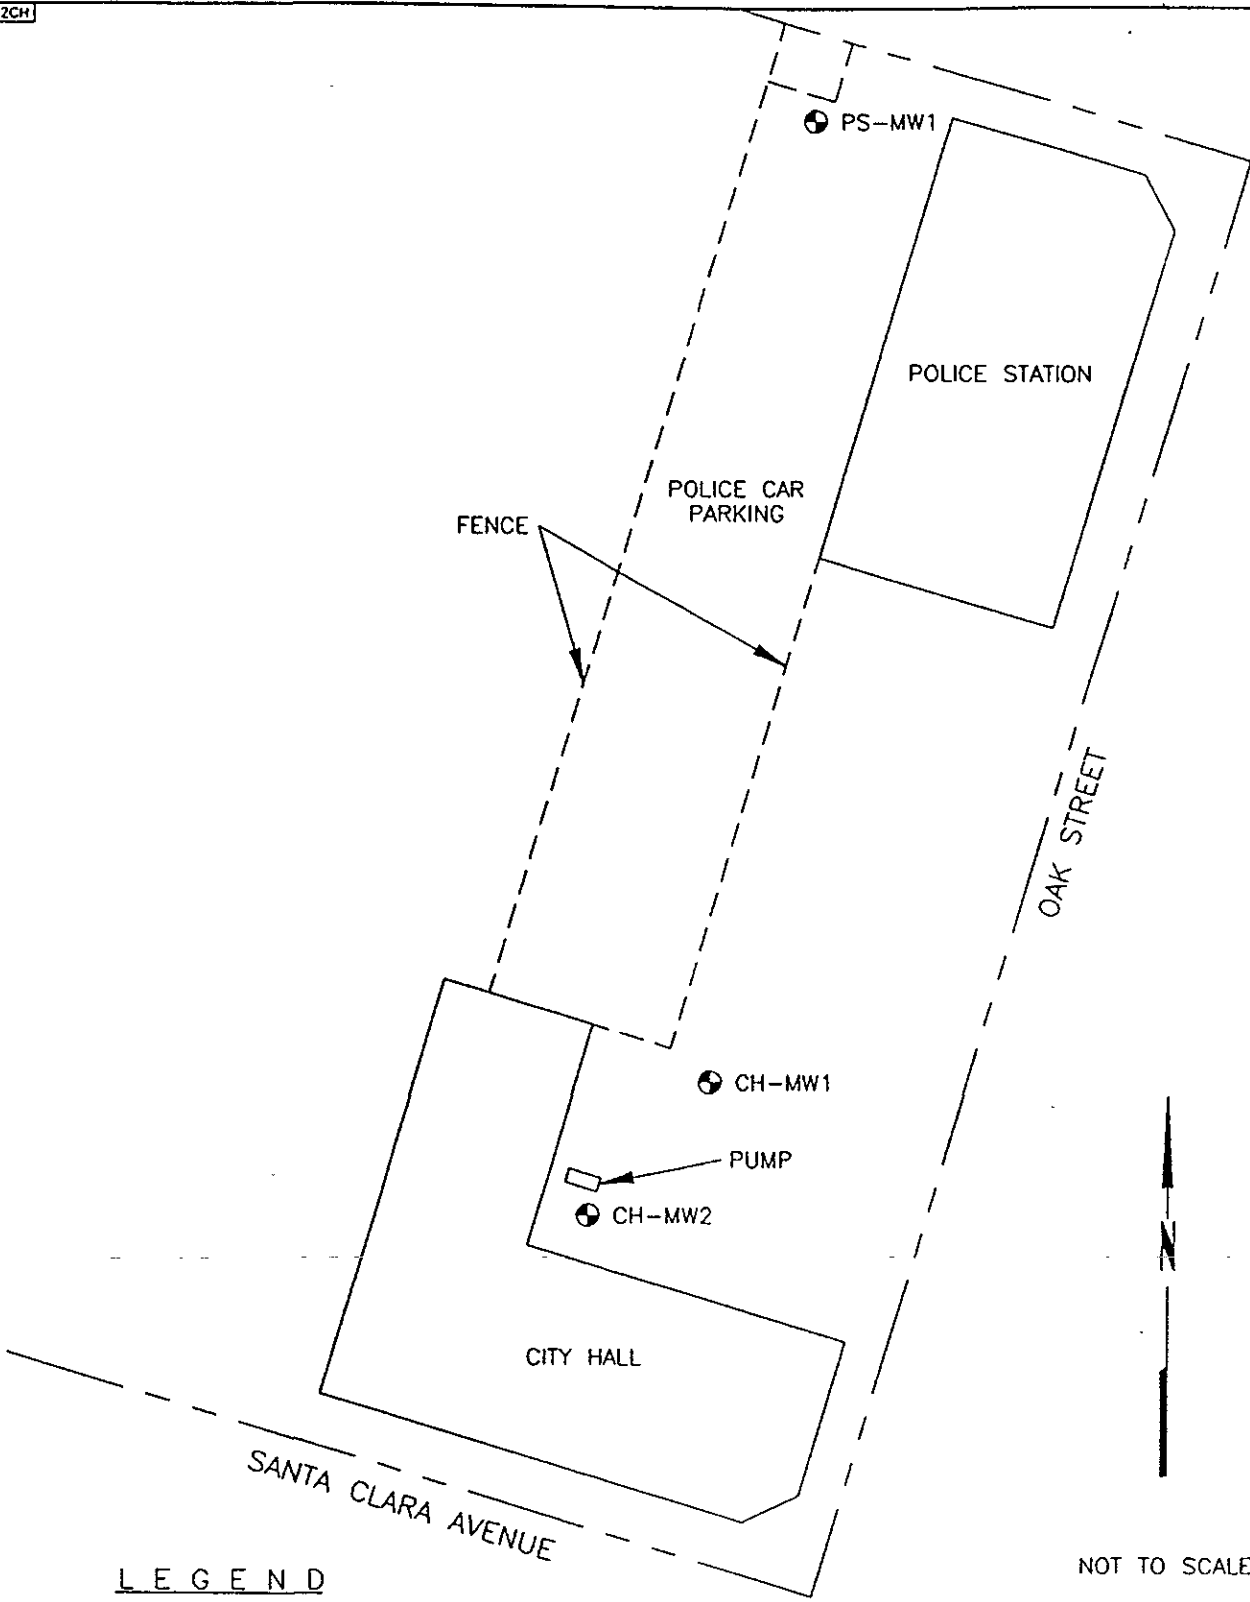 2CH
PS-MW1
POLICE STATION
POLICE CAR
PARKING
FENCE
OAK STREET
CH-MW1
PUMP
CH-MW2
N
CITY HALL
SANTA CLARA AVENUE
LEGEND
NOT TO SCALE